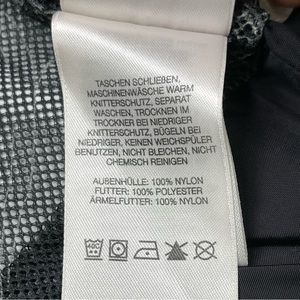 TASCHEN SCHLIEßEN,
MASCHINENWÄSCHE WARM
KNITTERSCHUTZ, SEPARAT
WASCHEN, TROCKNEN IM
TROCKNER BEI NIEDRIGER
KNITTERSCHUTZ, BÜGELN BEI
NIEDRIGER, KEINEN WEICHSPÜLER
BENUTZEN, NICHT BLEICHEN, NICHT
CHEMISCH REINIGEN
AUßENHÜLLE: 100% NYLON
FUTTER: 100% POLYESTER
ÄRMELFUTTER: 100% NYLON